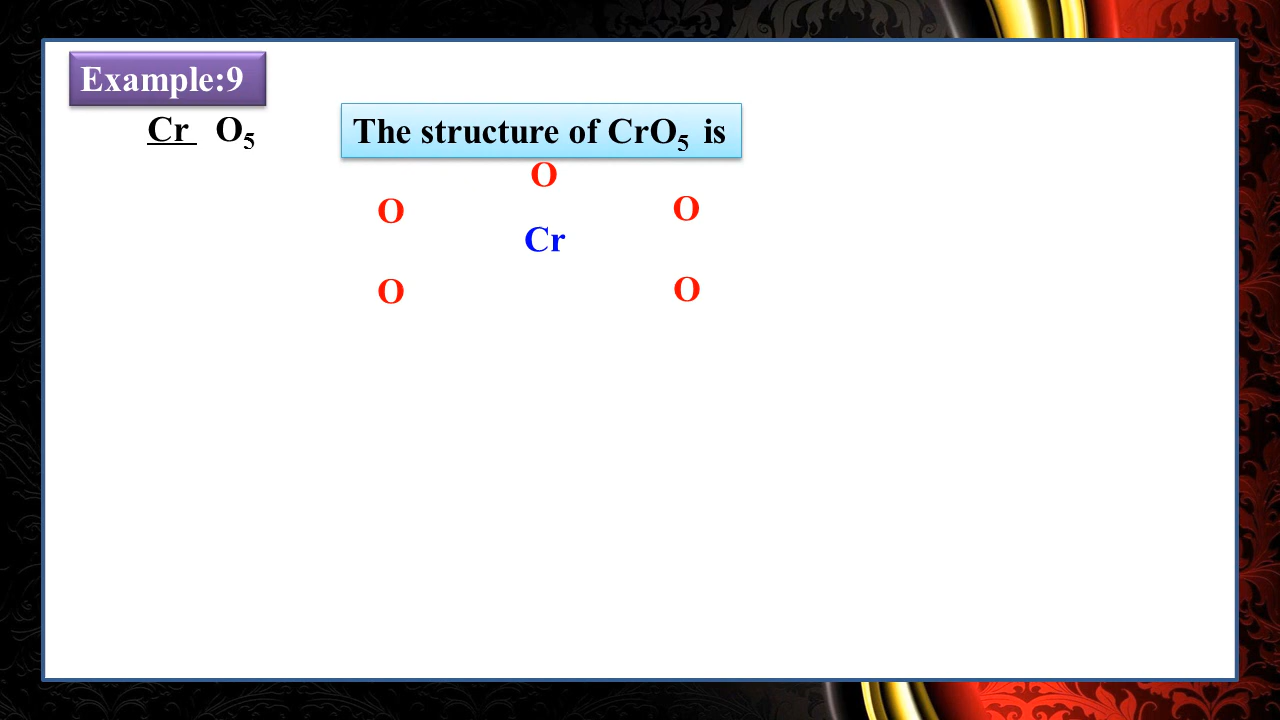 Example:9
Cr O₅
The structure of CrO₅ is
O
O O
Cr
O O